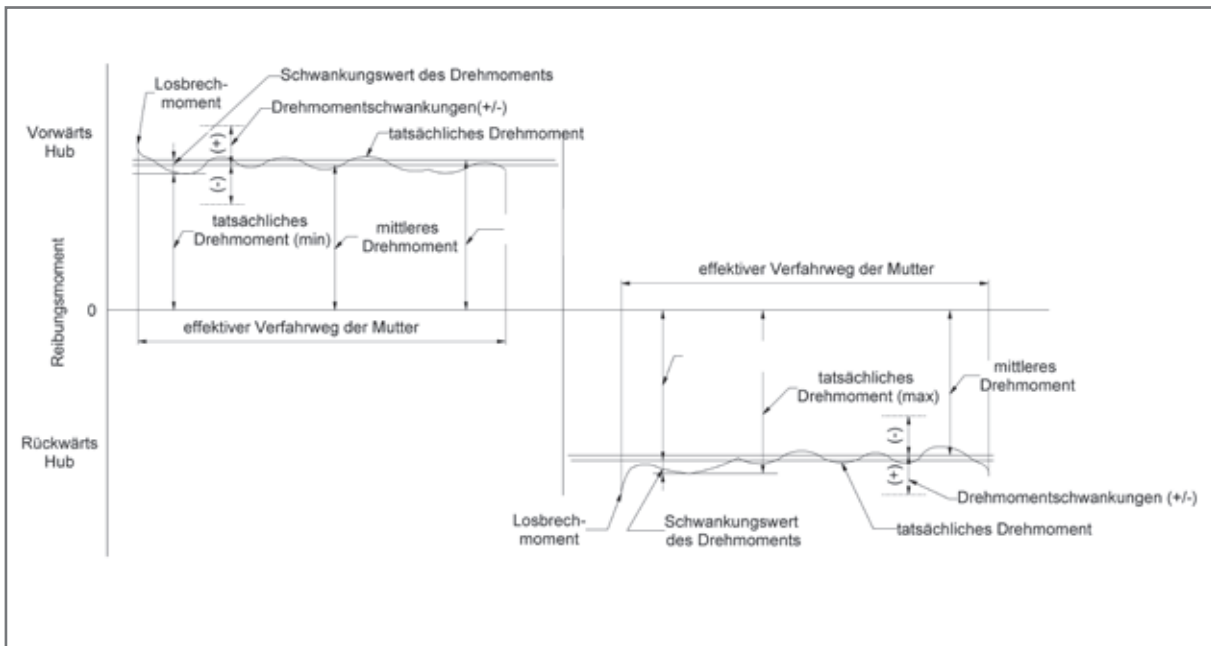 Losbrech-
moment
Schwankungswert des Drehmoments
Drehmomentschwankungen(+/-)
tatsächliches Drehmoment
Vorwärts
Hub
(+)
(-)
tatsächliches
Drehmoment (min)
mittleres
Drehmoment
Reibungsmoment
0
effektiver Verfahrweg der Mutter
effektiver Verfahrweg der Mutter
tatsächliches
Drehmoment (max)
mittleres
Drehmoment
Rückwärts
Hub
(-)
(+)
Drehmomentschwankungen (+/-)
Losbrech-
moment
Schwankungswert
des Drehmoments
tatsächliches Drehmoment